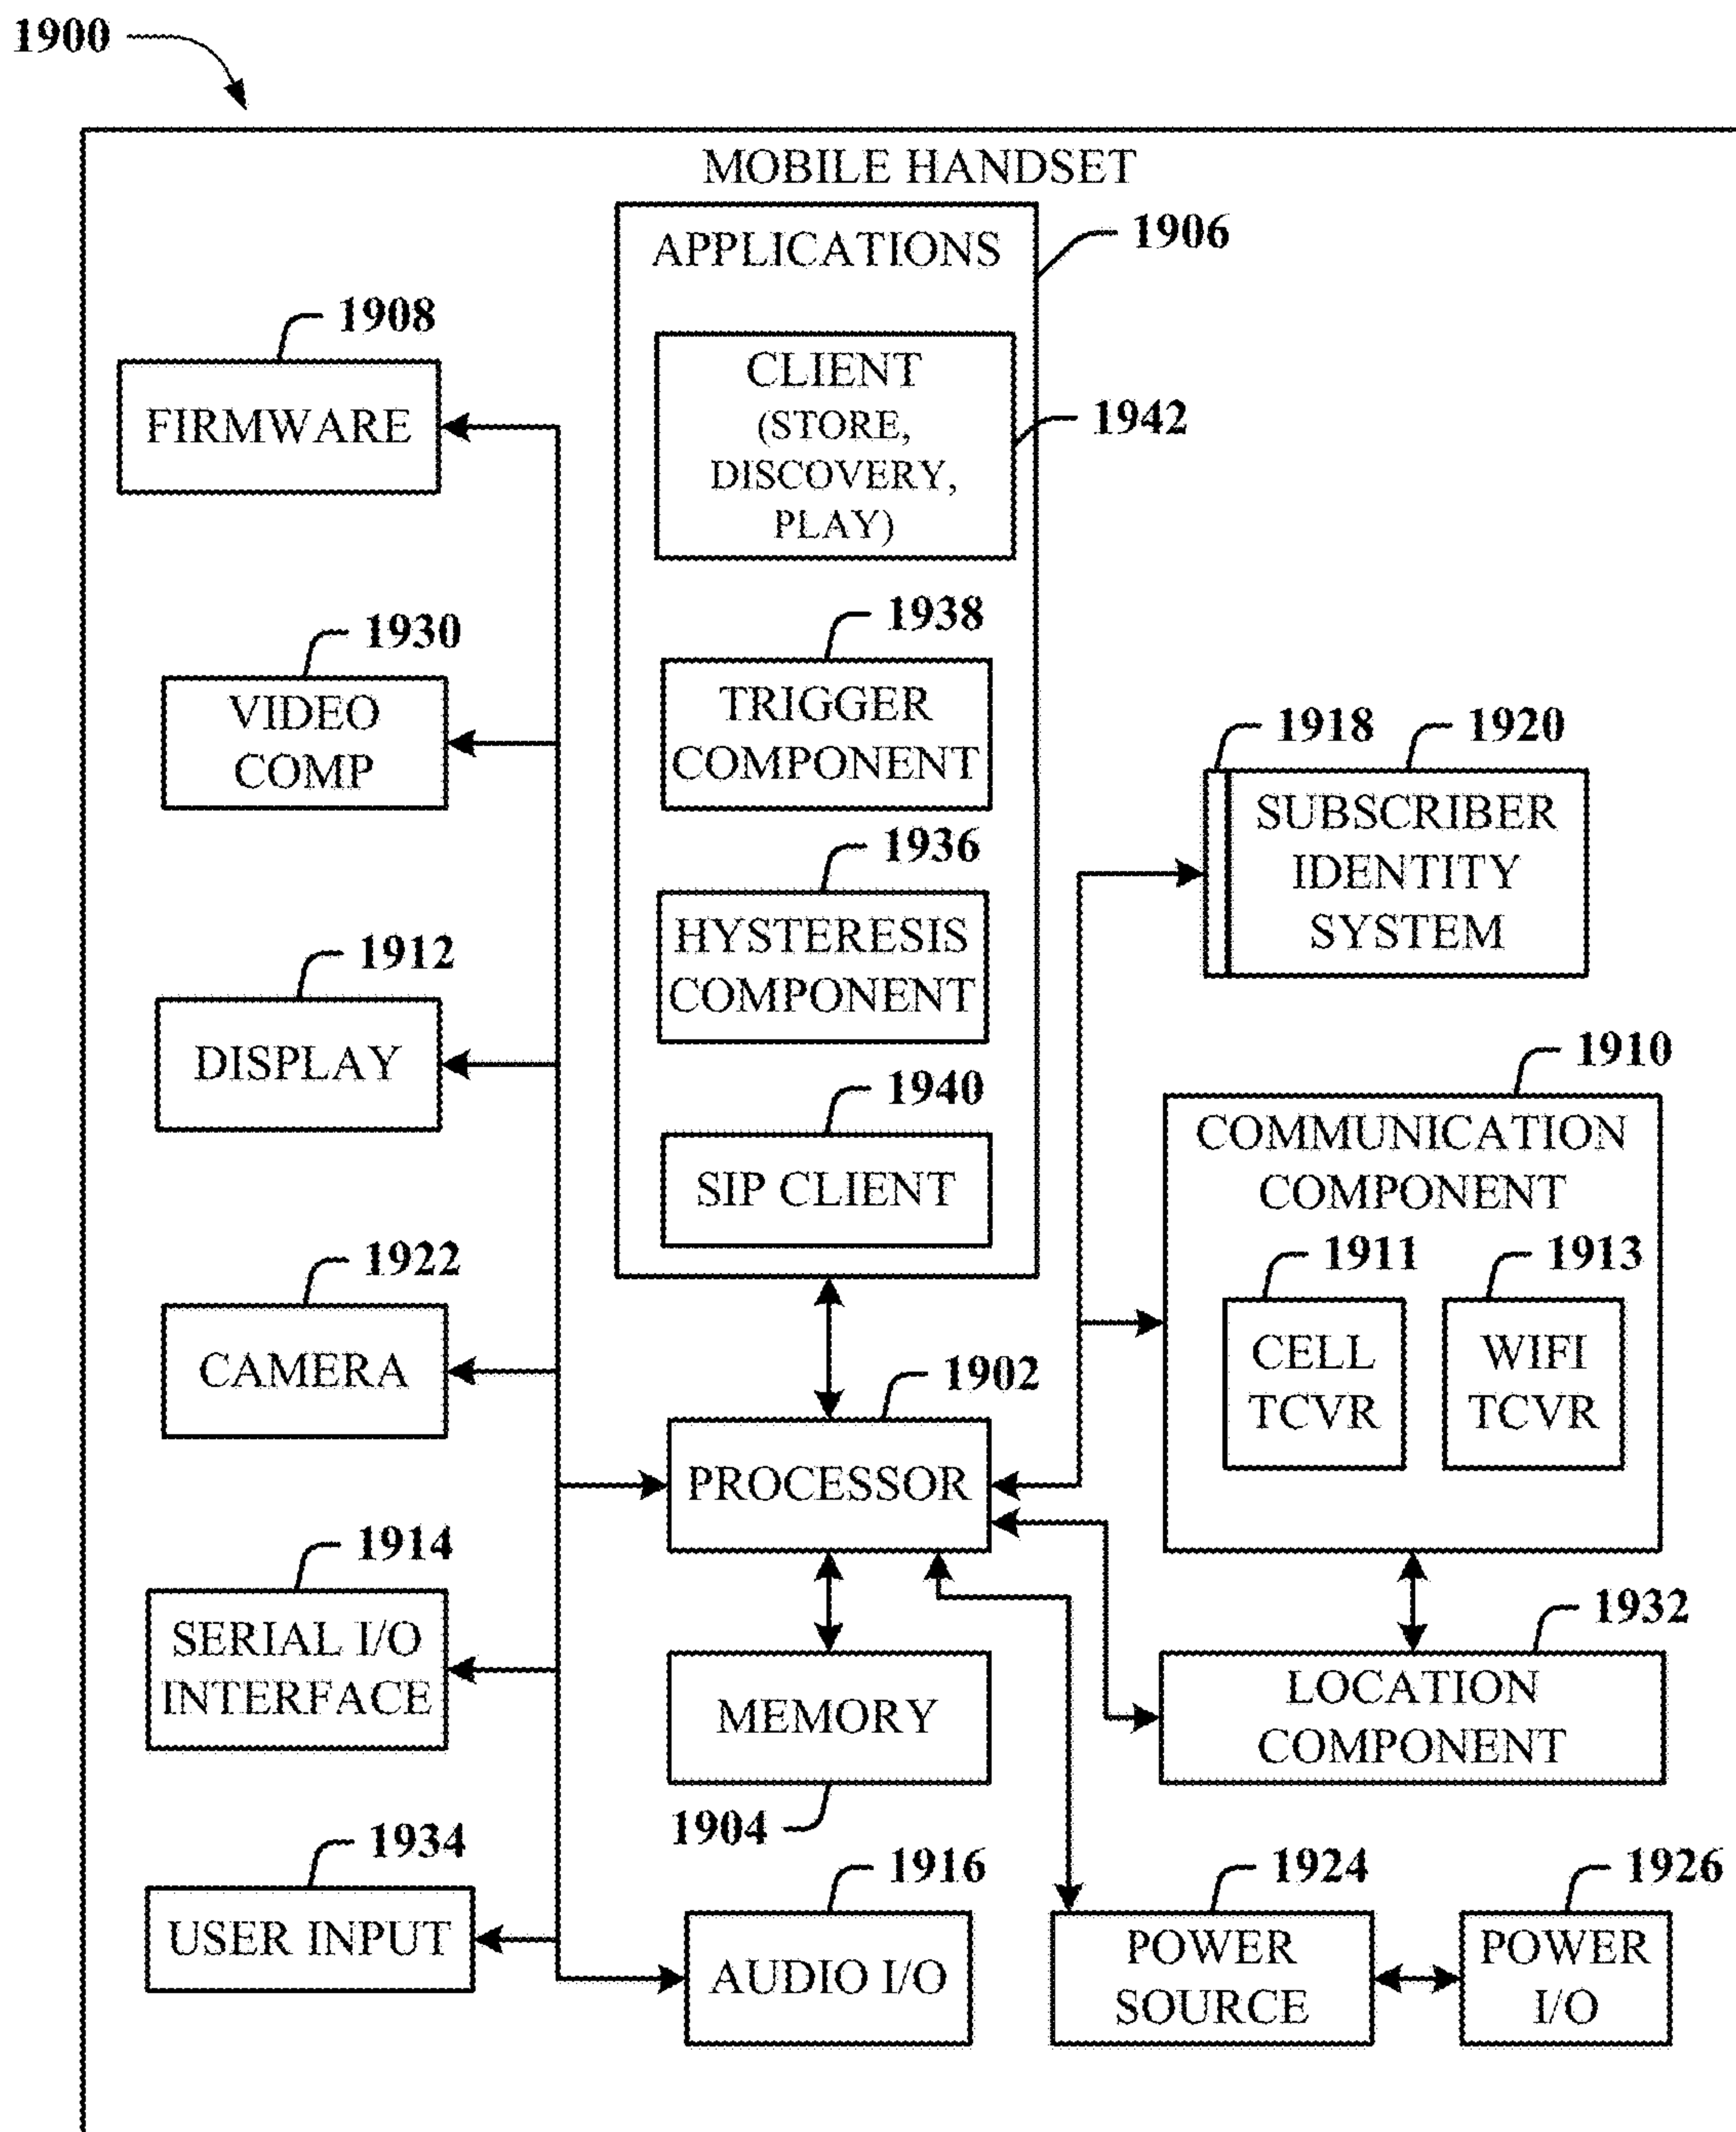 1900
MOBILE HANDSET
APPLICATIONS
1906
CLIENT
(STORE,
DISCOVERY,
PLAY)
1942
1938
TRIGGER
COMPONENT
1936
HYSTERESIS
COMPONENT
1940
SIP CLIENT
1908
FIRMWARE
1930
VIDEO
COMP
1912
DISPLAY
1922
CAMERA
1914
SERIAL I/O
INTERFACE
1934
USER INPUT
1902
PROCESSOR
MEMORY
1904
1916
AUDIO I/O
1918
1920
SUBSCRIBER
IDENTITY
SYSTEM
1910
COMMUNICATION
COMPONENT
1911
CELL
TCVR
1913
WIFI
TCVR
1932
LOCATION
COMPONENT
1924
POWER
SOURCE
1926
POWER
I/O